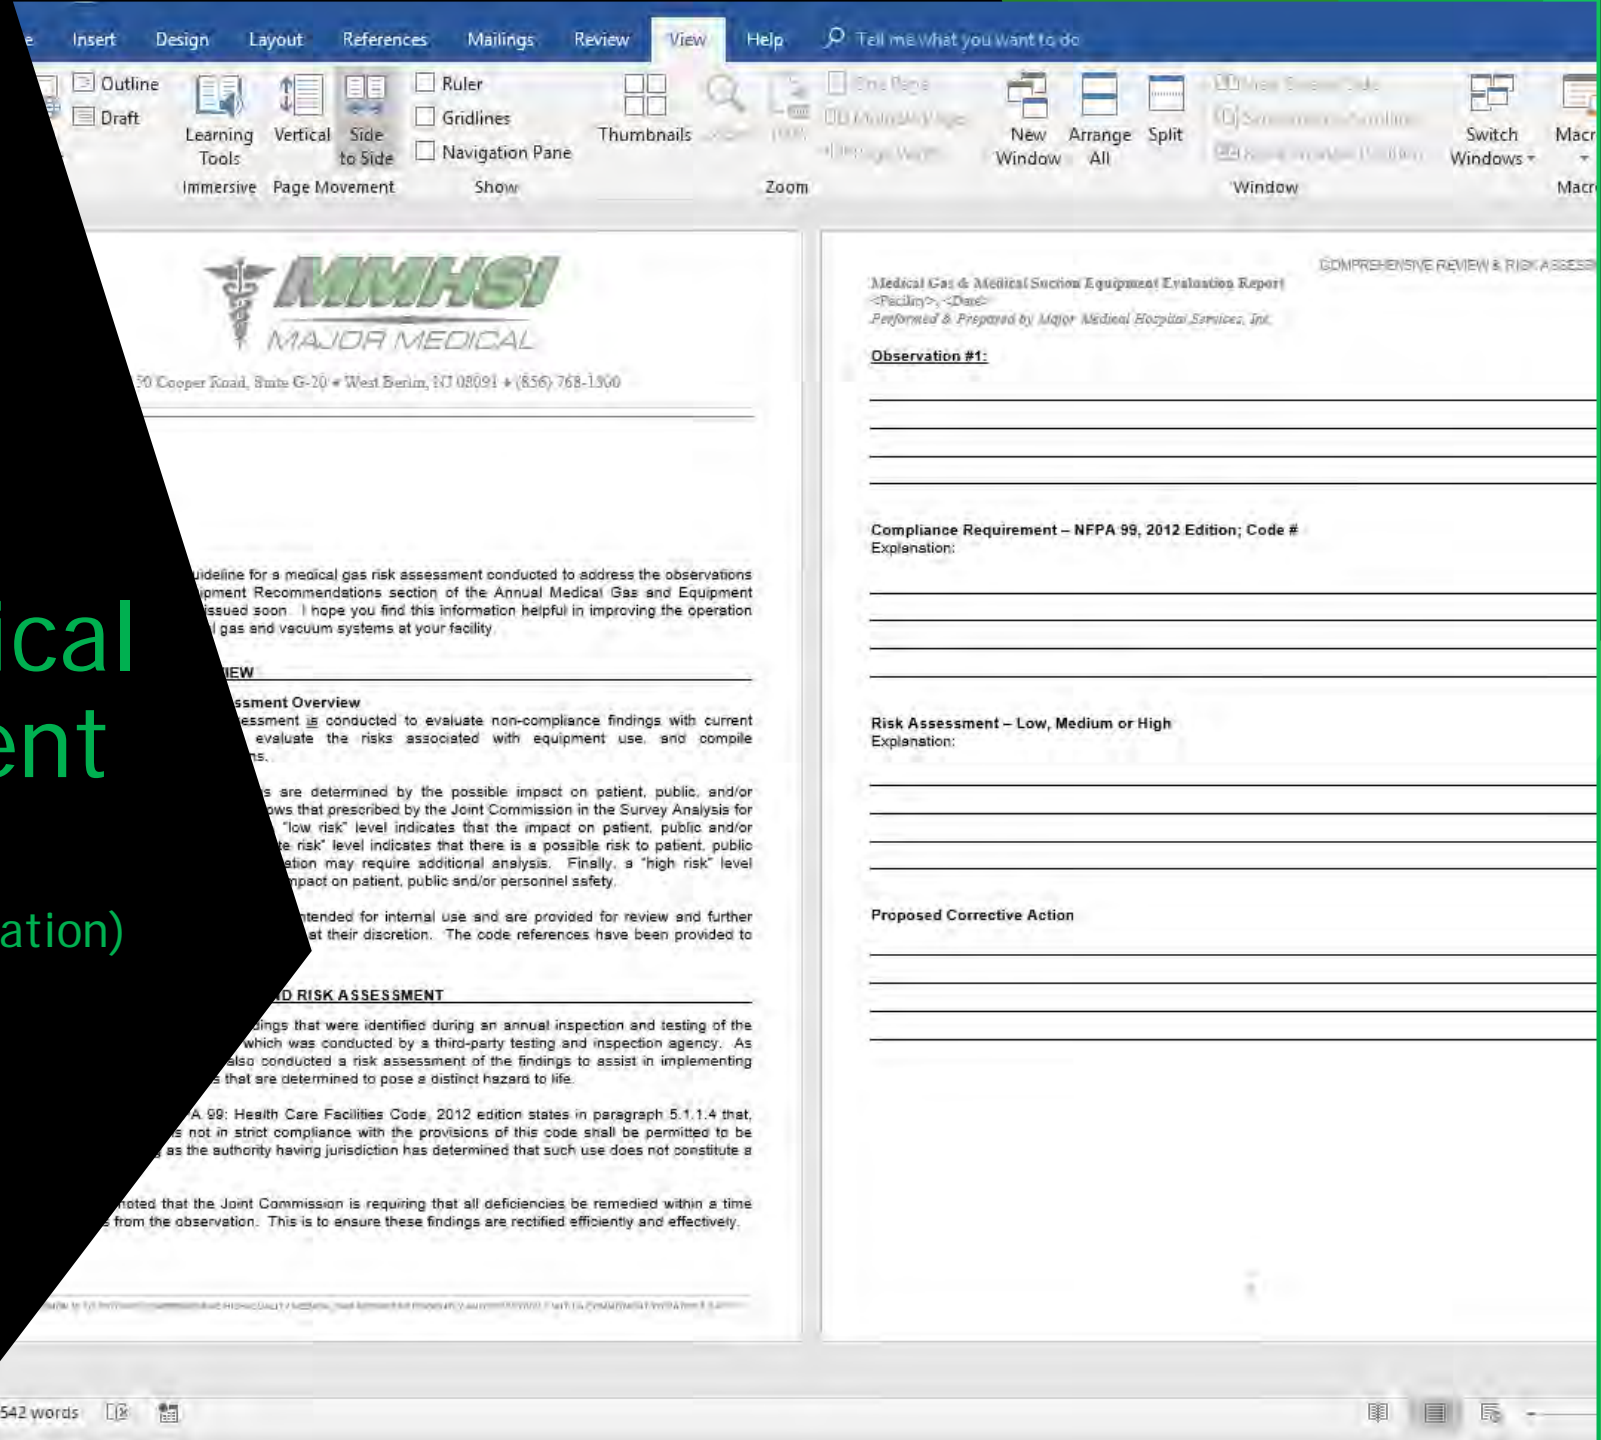 Insert Design Layout References Mailings Review View Help Tell me what you want to do
Outline
Draft
Learning Tools
Vertical
Side to Side
Ruler
Gridlines
Navigation Pane
Thumbnails
New Window
Arrange All
Split
Switch Windows
Immersive Page Movement Show Zoom Window
MMHSI
MAJOR MEDICAL
Cooper Road, Suite G-20 • West Berlin, NJ 08091 • (856) 768-1300
for a medical gas risk assessment conducted to address the observations
Recommendations section of the Annual Medical Gas and Equipment
issued soon. I hope you find this information helpful in improving the operation
gas and vacuum systems at your facility.
ical
ent
ation)
IEW
ssment Overview
essment is conducted to evaluate non-compliance findings with current
evaluate the risks associated with equipment use, and compile
ns.
are determined by the possible impact on patient, public, and/or
ows that prescribed by the Joint Commission in the Survey Analysis for
"low risk" level indicates that the impact on patient, public and/or
te risk" level indicates that there is a possible risk to patient, public
ation may require additional analysis. Finally, a "high risk" level
mpact on patient, public and/or personnel safety.
ntended for internal use and are provided for review and further
at their discretion. The code references have been provided to
D RISK ASSESSMENT
dings that were identified during an annual inspection and testing of the
which was conducted by a third-party testing and inspection agency. As
also conducted a risk assessment of the findings to assist in implementing
that are determined to pose a distinct hazard to life.
A 99: Health Care Facilities Code, 2012 edition states in paragraph 5.1.1.4 that,
not in strict compliance with the provisions of this code shall be permitted to be
as the authority having jurisdiction has determined that such use does not constitute a
noted that the Joint Commission is requiring that all deficiencies be remedied within a time
from the observation. This is to ensure these findings are rectified efficiently and effectively.
COMPREHENSIVE REVIEW & RISK ASSESS
Medical Gas & Medical Suction Equipment Evaluation Report
<Facility>, <Date>
Performed & Prepared by Major Medical Hospital Services, Inc.
Observation #1:
Compliance Requirement – NFPA 99, 2012 Edition; Code #
Explanation:
Risk Assessment – Low, Medium or High
Explanation:
Proposed Corrective Action
542 words